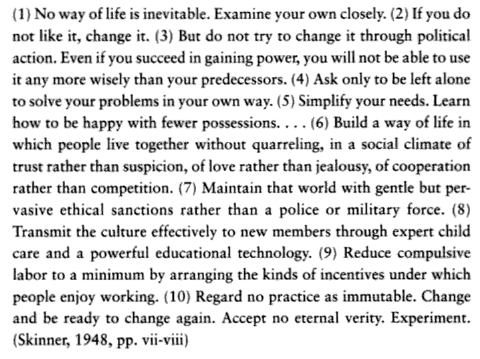 (1) No way of life is inevitable. Examine your own closely. (2) If you do
not like it, change it. (3) But do not try to change it through political
action. Even if you succeed in gaining power, you will not be able to use
it any more wisely than your predecessors. (4) Ask only to be left alone
to solve your problems in your own way. (5) Simplify your needs. Learn
how to be happy with fewer possessions. . . . (6) Build a way of life in
which people live together without quarreling, in a social climate of
trust rather than suspicion, of love rather than jealousy, of cooperation
rather than competition. (7) Maintain that world with gentle but per-
vasive ethical sanctions rather than a police or military force. (8)
Transmit the culture effectively to new members through expert child
care and a powerful educational technology. (9) Reduce compulsive
labor to a minimum by arranging the kinds of incentives under which
people enjoy working. (10) Regard no practice as immutable. Change
and be ready to change again. Accept no eternal verity. Experiment.
(Skinner, 1948, pp. vii-viii)